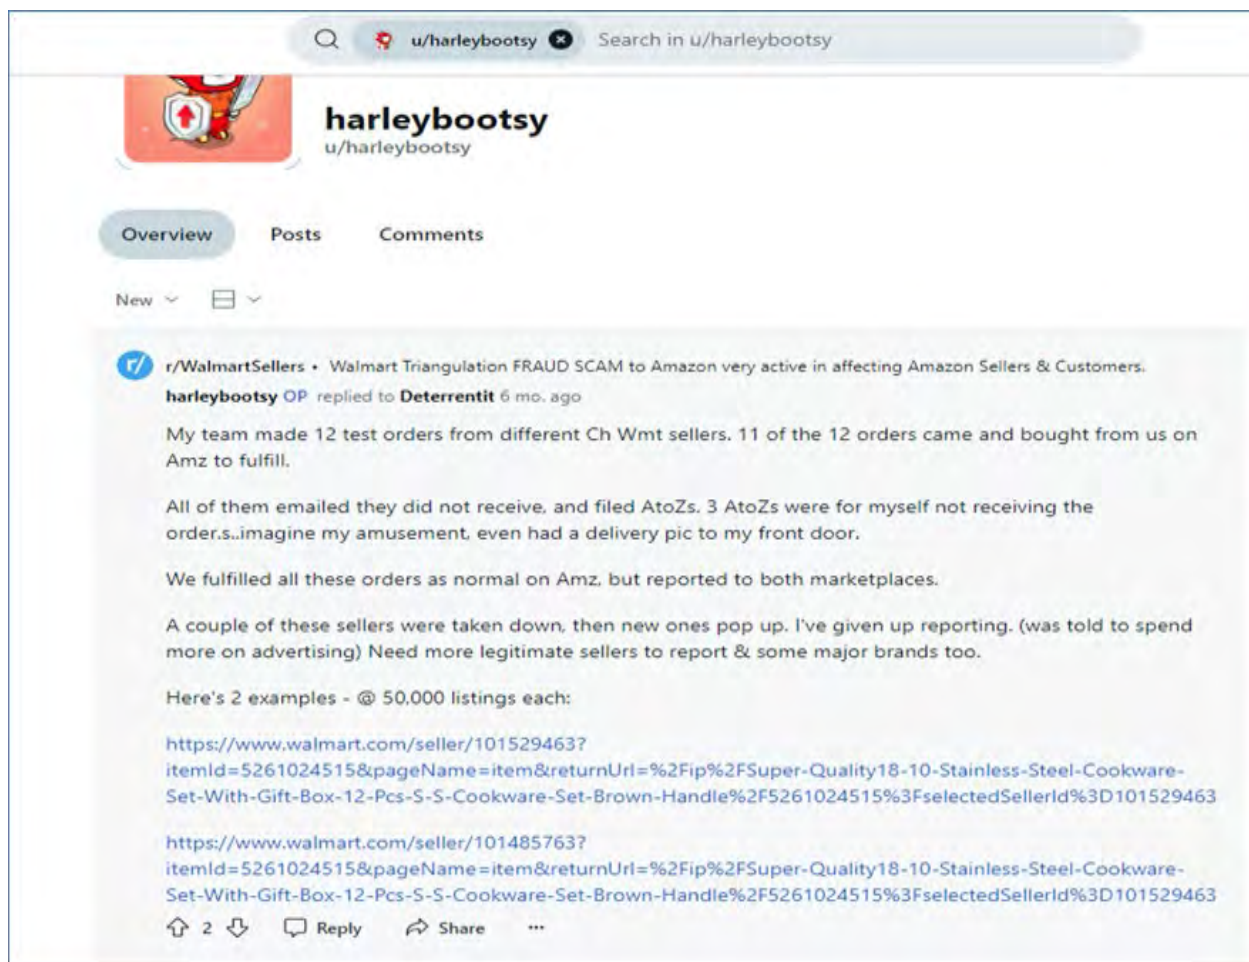 u/harleybootsy Search in u/harleybootsy
harleybootsy
u/harleybootsy
Overview Posts Comments
New
r/ r/WalmartSellers • Walmart Triangulation FRAUD SCAM to Amazon very active in affecting Amazon Sellers & Customers.
harleybootsy OP replied to Deterrentit 6 mo. ago
My team made 12 test orders from different Ch Wmt sellers. 11 of the 12 orders came and bought from us on
Amz to fulfill.
All of them emailed they did not receive, and filed AtoZs. 3 AtoZs were for myself not receiving the
order.s..imagine my amusement, even had a delivery pic to my front door.
We fulfilled all these orders as normal on Amz, but reported to both marketplaces.
A couple of these sellers were taken down, then new ones pop up. I've given up reporting. (was told to spend
more on advertising) Need more legitimate sellers to report & some major brands too.
Here's 2 examples - @ 50,000 listings each:
https://www.walmart.com/seller/101529463?
itemId=5261024515&pageName=item&returnUrl=%2Fip%2FSuper-Quality18-10-Stainless-Steel-Cookware-
Set-With-Gift-Box-12-Pcs-S-S-Cookware-Set-Brown-Handle%2F5261024515%3FselectedSellerId%3D101529463
https://www.walmart.com/seller/101485763?
itemId=5261024515&pageName=item&returnUrl=%2Fip%2FSuper-Quality18-10-Stainless-Steel-Cookware-
Set-With-Gift-Box-12-Pcs-S-S-Cookware-Set-Brown-Handle%2F5261024515%3FselectedSellerId%3D101529463
2 Reply Share ...